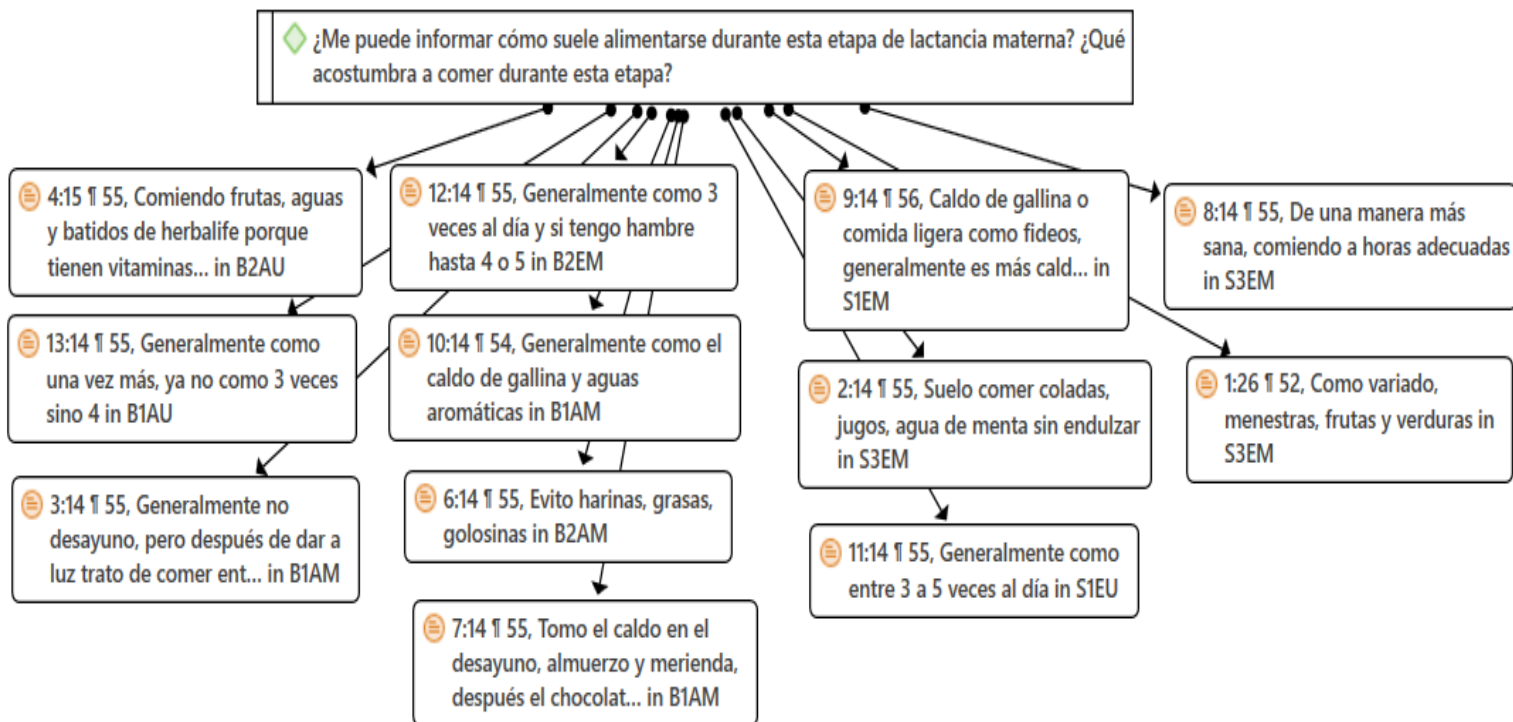 ¿Me puede informar cómo suele alimentarse durante esta etapa de lactancia materna? ¿Qué
acostumbra a comer durante esta etapa?
4:15 ¶ 55, Comiendo frutas, aguas
y batidos de herbalife porque
tienen vitaminas... in B2AU
12:14 ¶ 55, Generalmente como 3
veces al día y si tengo hambre
hasta 4 o 5 in B2EM
9:14 ¶ 56, Caldo de gallina o
comida ligera como fideos,
generalmente es más cald... in
S1EM
8:14 ¶ 55, De una manera más
sana, comiendo a horas adecuadas
in S3EM
13:14 ¶ 55, Generalmente como
una vez más, ya no como 3 veces
sino 4 in B1AU
10:14 ¶ 54, Generalmente como el
caldo de gallina y aguas
aromáticas in B1AM
2:14 ¶ 55, Suelo comer coladas,
jugos, agua de menta sin endulzar
in S3EM
1:26 ¶ 52, Como variado,
menestras, frutas y verduras in
S3EM
3:14 ¶ 55, Generalmente no
desayuno, pero después de dar a
luz trato de comer ent... in B1AM
6:14 ¶ 55, Evito harinas, grasas,
golosinas in B2AM
11:14 ¶ 55, Generalmente como
entre 3 a 5 veces al día in S1EU
7:14 ¶ 55, Tomo el caldo en el
desayuno, almuerzo y merienda,
después el chocolat... in B1AM